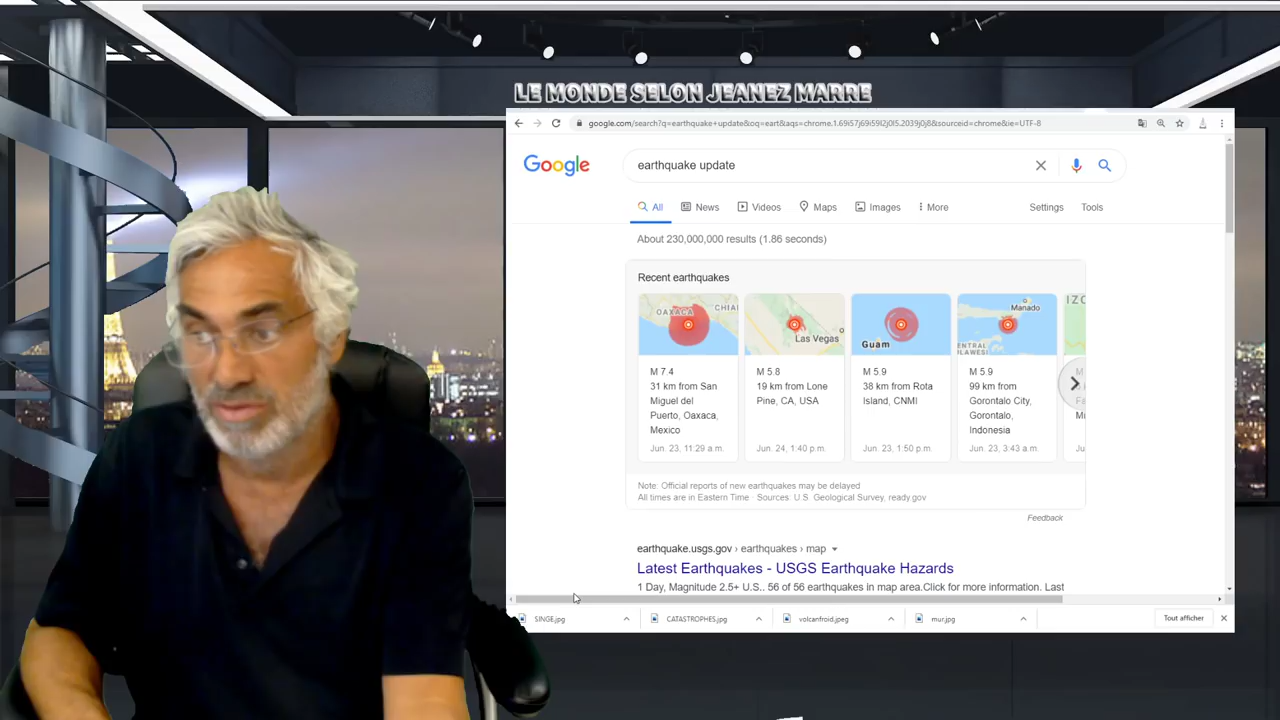 LE MONDE SELON JEANEZ MARRE
google.com/search?q=earthquake+update&oq=eart&aqs=chrome.1.69i57j69i59l2j0l5.2039j0j8&sourceid=chrome&ie=UTF-8
Google
earthquake update
All News Videos Maps Images More Settings Tools
About 230,000,000 results (1.86 seconds)
Recent earthquakes
OAXACA CHIAI
Las Vegas
Guam
Manado
ENTRAL
ULAWESI
IZC
M 7.4
31 km from San
Miguel del
Puerto, Oaxaca,
Mexico
Jun. 23, 11:29 a.m.
M 5.8
19 km from Lone
Pine, CA, USA
Jun. 24, 1:40 p.m.
M 5.9
38 km from Rota
Island, CNMI
Jun. 23, 1:50 p.m.
M 5.9
99 km from
Gorontalo City,
Gorontalo,
Indonesia
Jun. 23, 3:43 a.m.
Note: Official reports of new earthquakes may be delayed
All times are in Eastern Time · Sources: U.S. Geological Survey, ready.gov
Feedback
earthquake.usgs.gov › earthquakes › map
Latest Earthquakes - USGS Earthquake Hazards
1 Day, Magnitude 2.5+ U.S.. 56 of 56 earthquakes in map area.Click for more information. Last
SINGE.jpg CATASTROPHES.jpg volcanfroid.jpeg mur.jpg Tout afficher